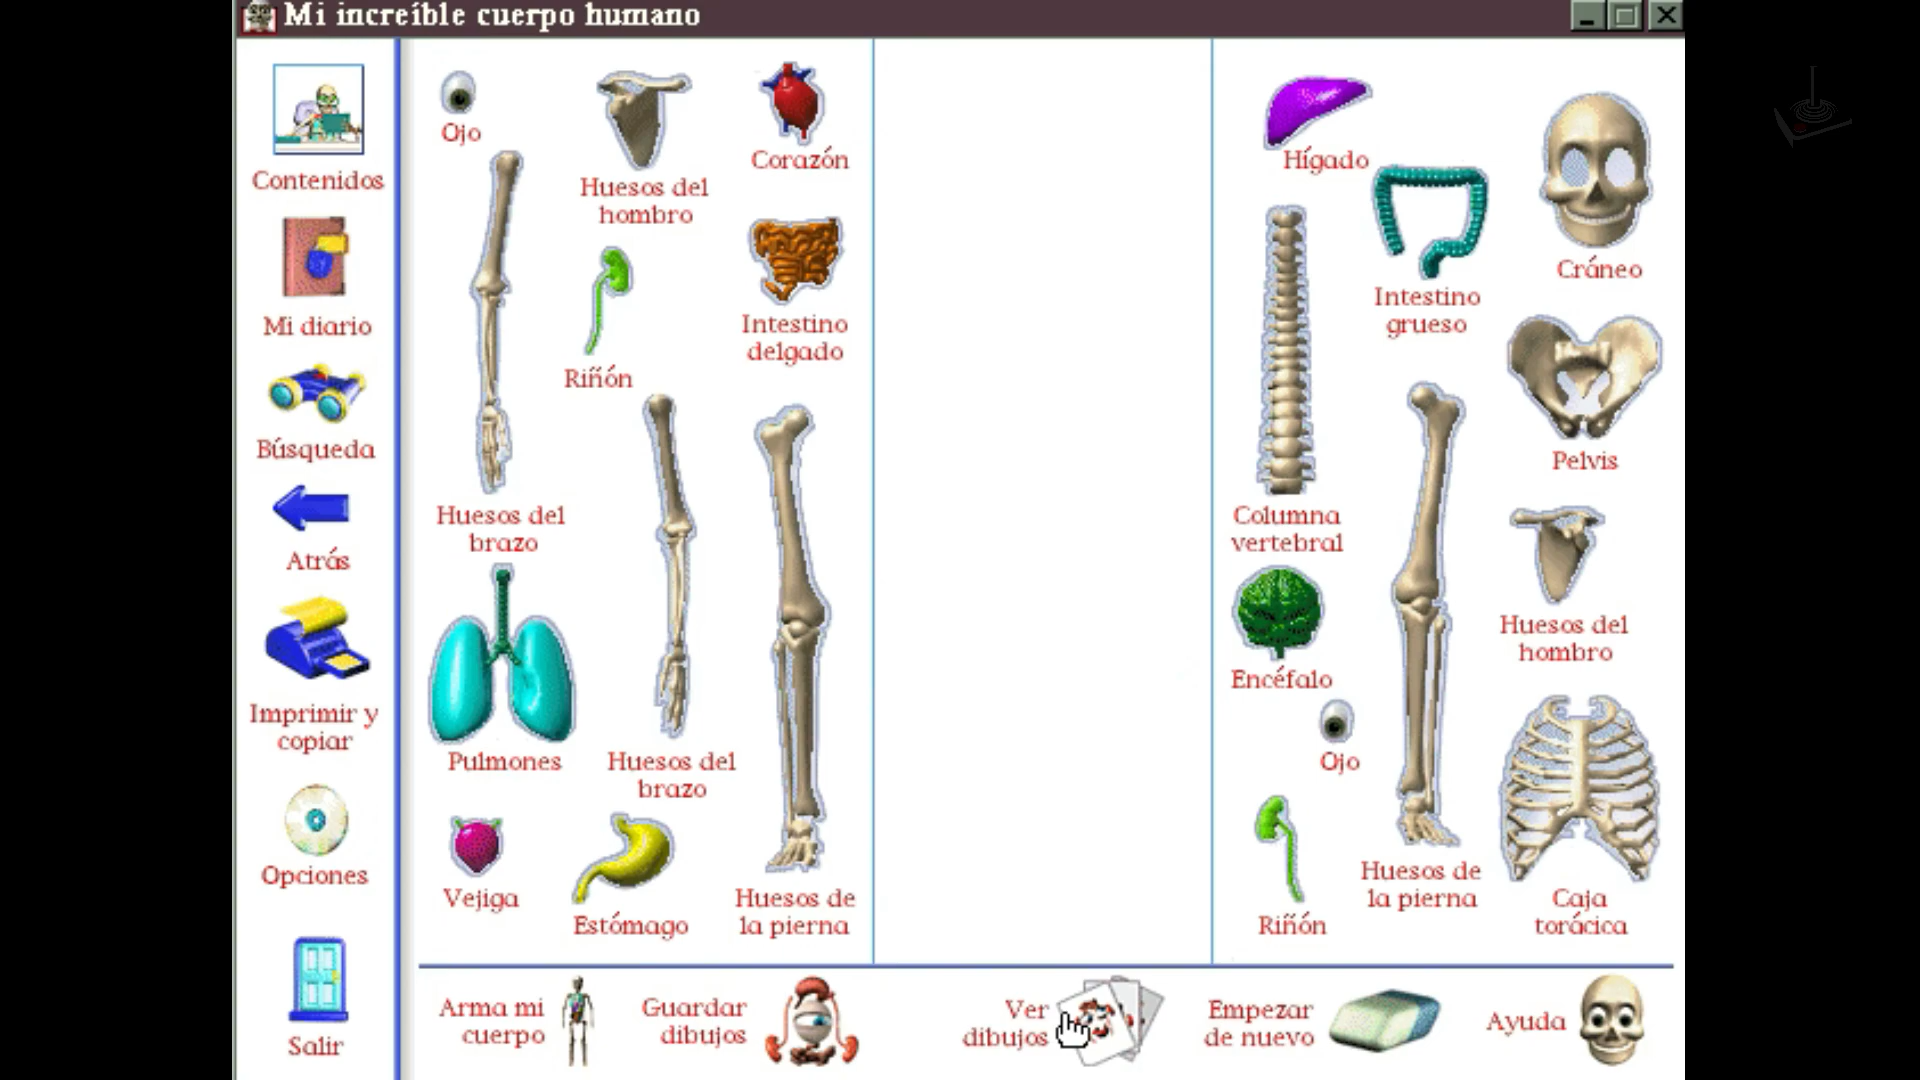 Mi increíble cuerpo humano
Contenidos
Mi diario
Búsqueda
Atrás
Imprimir y
copiar
Opciones
Salir
Ojo
Huesos del
hombro
Corazón
Riñón
Intestino
delgado
Huesos del
brazo
Pulmones
Huesos del
brazo
Vejiga
Estómago
Huesos de
la pierna
Hígado
Intestino
grueso
Cráneo
Pelvis
Columna
vertebral
Huesos del
hombro
Encéfalo
Ojo
Riñón
Huesos de
la pierna
Caja
torácica
Arma mi
cuerpo
Guardar
dibujos
Ver
dibujos
Empezar
de nuevo
Ayuda